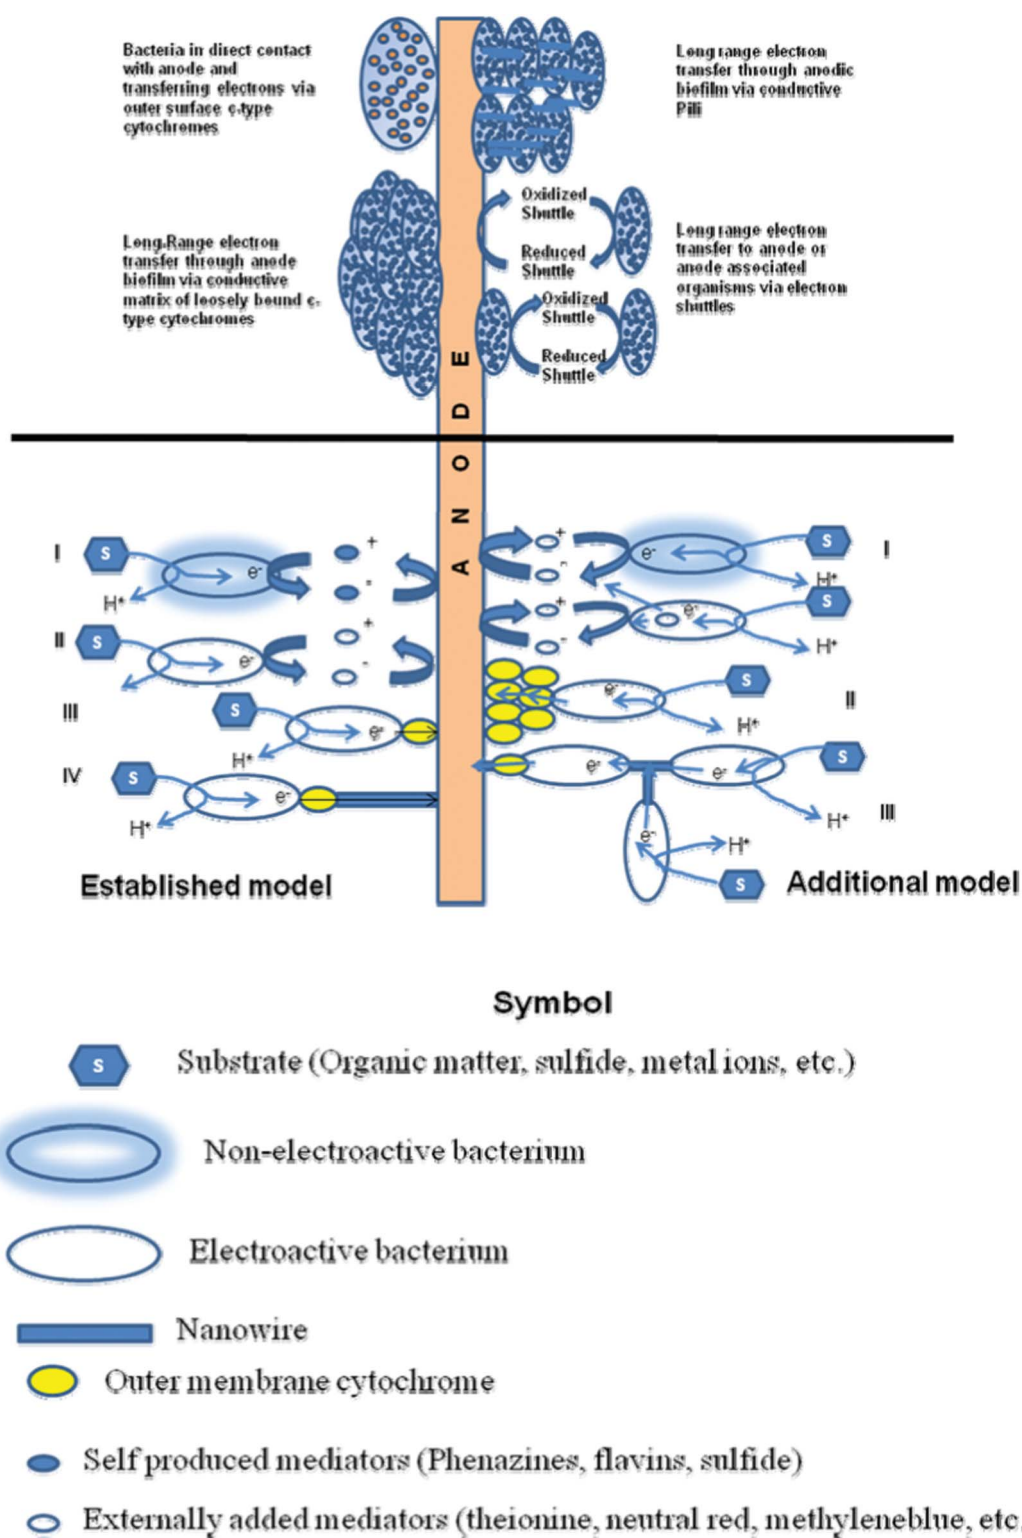 Bacteria in direct contact
with anode and
transferring electrons via
outer surface c-type
cytochromes
Long range electron
transfer through anodic
biofilm via conductive
Pili
Long-Range electron
transfer through anode
biofilm via conductive
matrix of loosely bound c-
type cytochromes
Oxidized
Shuttle
Reduced
Shuttle
Oxidized
Shuttle
Reduced
Shuttle
Long range electron
transfer to anode or
anode associated
organisms via electron
shuttles
ANODE
I
S
e-
H+
+
-
II
S
e-
+
-
III
S
e-
H+
IV
S
e-
H+
Established model
+
-
e-
S
H+
I
+
-
e-
S
H+
e-
S
H+
II
e-
e-
S
H+
III
e-
H+
S
Additional model
Symbol
S
Substrate (Organic matter, sulfide, metal ions, etc.)
Non-electroactive bacterium
Electroactive bacterium
Nanowire
Outer membrane cytochrome
Self produced mediators (Phenazines, flavins, sulfide)
Externally added mediators (theionine, neutral red, methyleneblue, etc